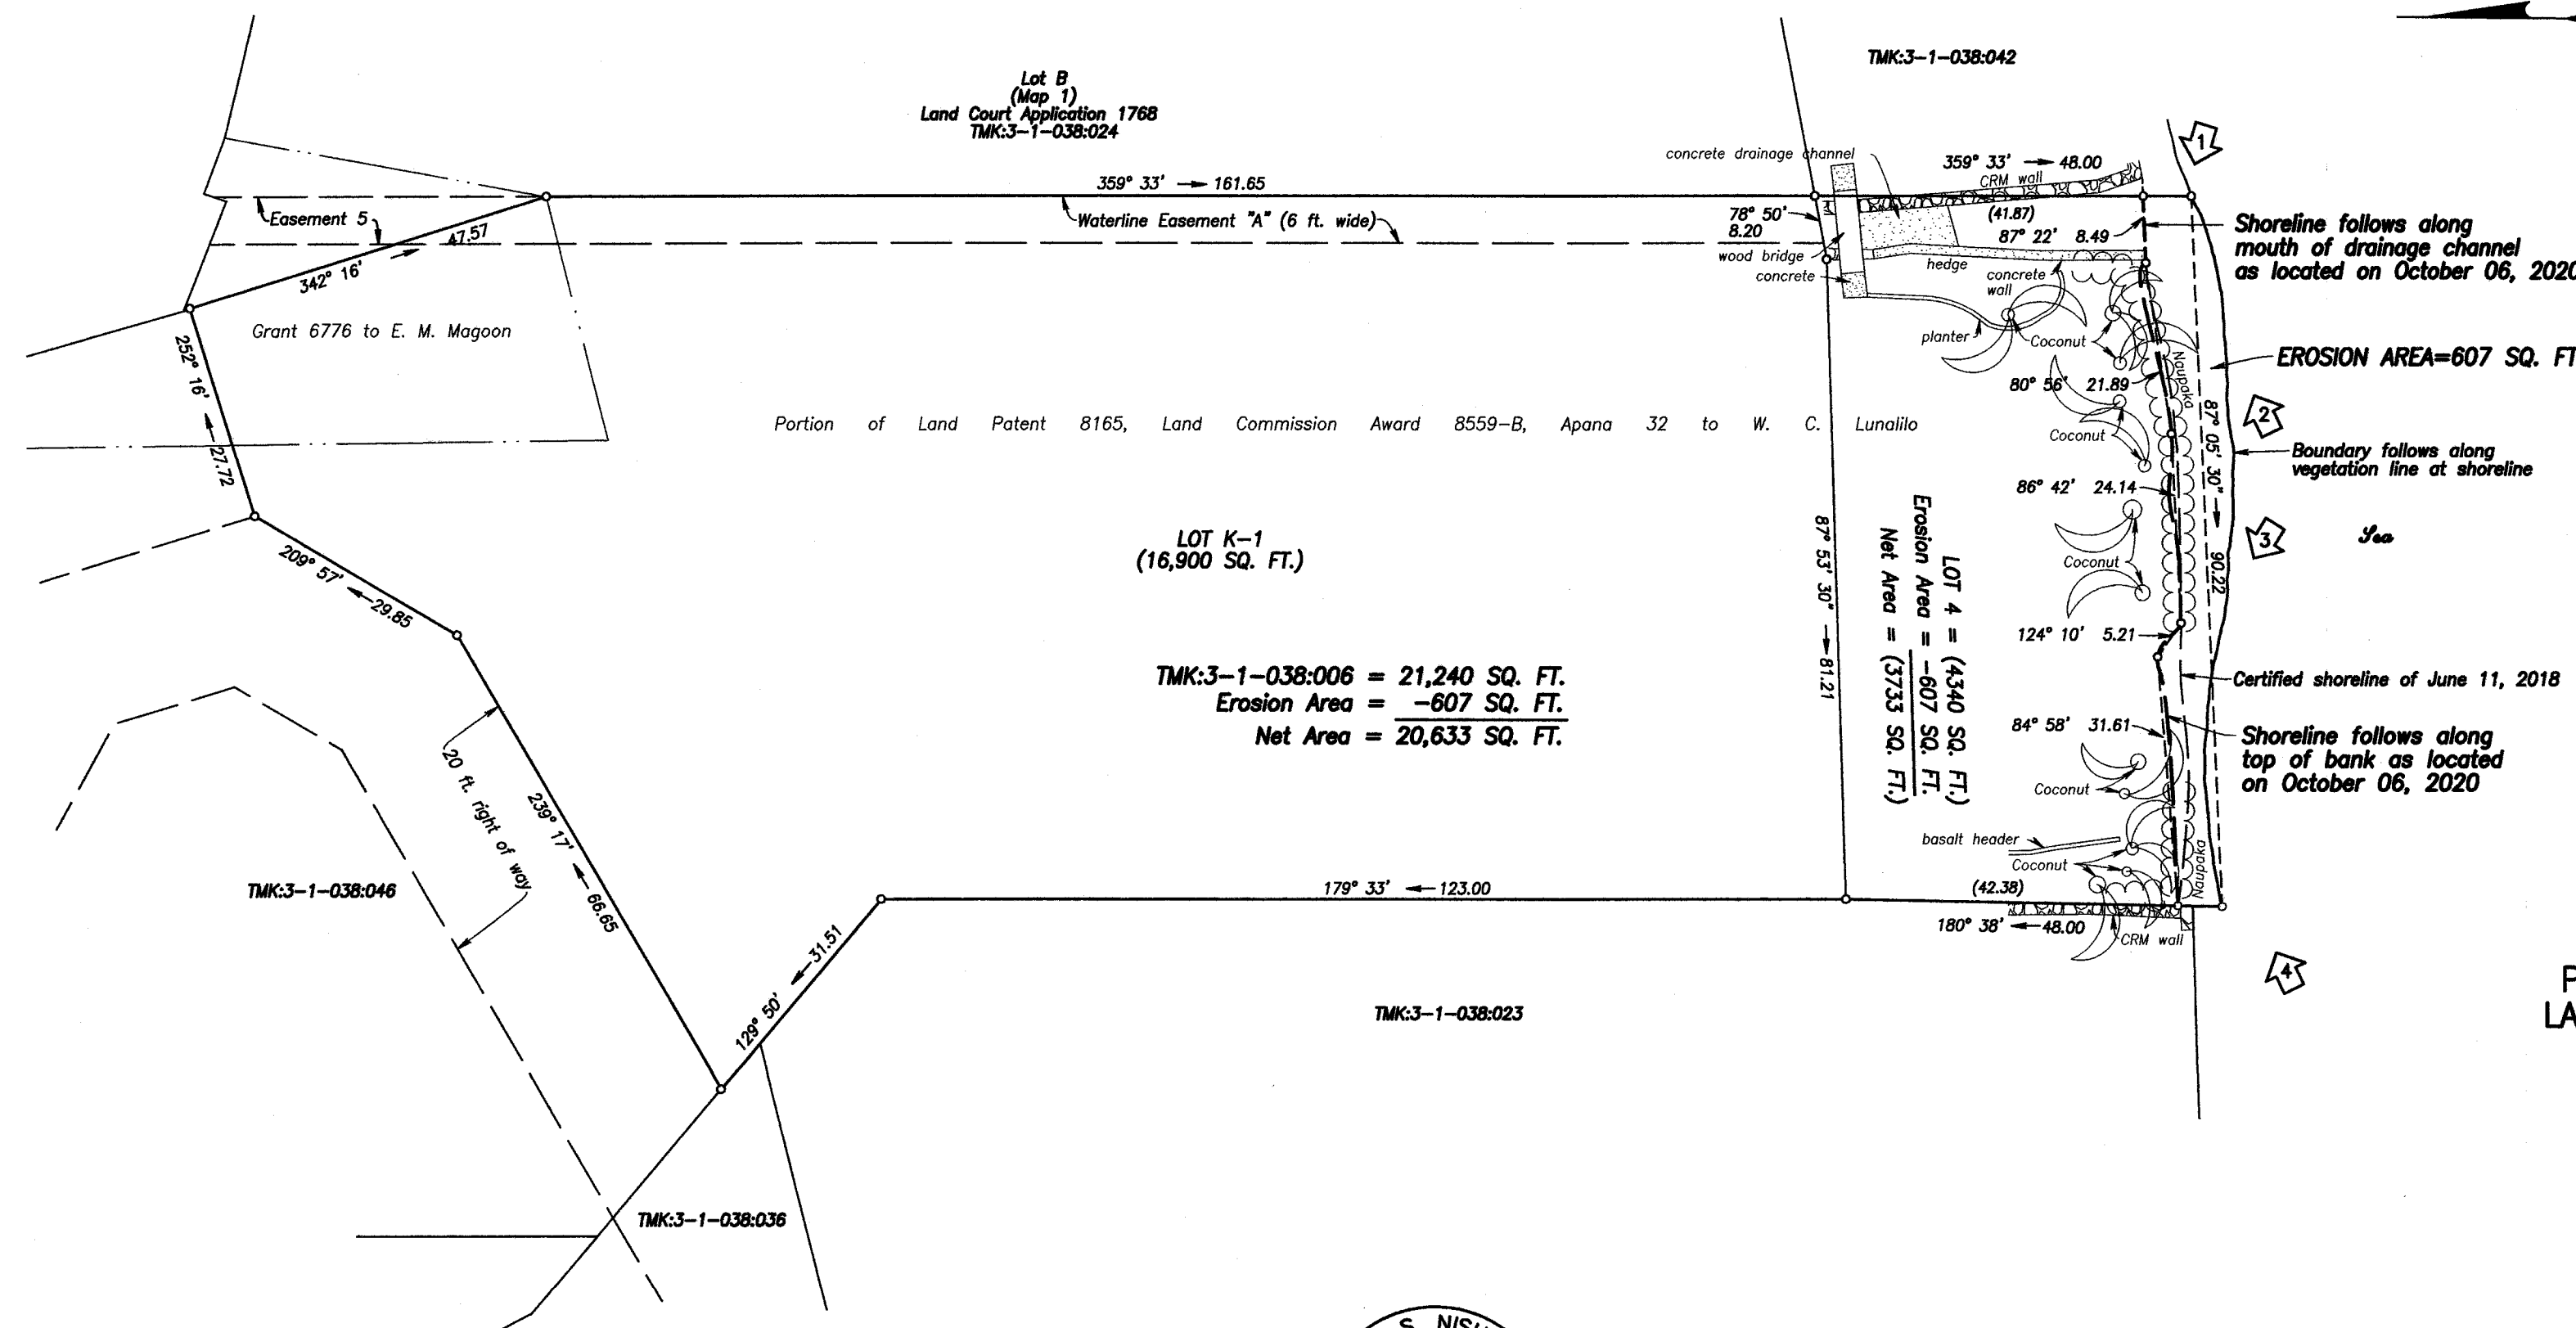 Lot B
(Map 1)
Land Court Application 1768
TMK:3-1-038:024
TMK:3-1-038:042
1
concrete drainage channel
359° 33' 48.00
CRM wall
359° 33' 161.65
Easement 5
Waterline Easement "A" (6 ft. wide)
78° 50'
8.20
(41.87)
87° 22' 8.49
Shoreline follows along
mouth of drainage channel
as located on October 06, 2020
47.57
342° 16'
wood bridge
concrete
hedge
concrete
wall
planter
Coconut
Grant 6776 to E. M. Magoon
Naupaka
EROSION AREA=607 SQ. FT
252° 16'
27.72
80° 56' 21.89
87° 05' 30" 90.22
2
Portion of Land Patent 8165, Land Commission Award 8559-B, Apana 32 to W. C. Lunalilo
Coconut
Boundary follows along
vegetation line at shoreline
86° 42' 24.14
LOT K-1
(16,900 SQ. FT.)
87° 53' 30" 81.21
LOT 4 = (4340 SQ. FT.)
Erosion Area = -607 SQ. FT.
Net Area = (3733 SQ. FT.)
3
Sea
Coconut
209° 57' 29.85
124° 10' 5.21
TMK:3-1-038:006 = 21,240 SQ. FT.
Erosion Area = -607 SQ. FT.
Net Area = 20,633 SQ. FT.
Certified shoreline of June 11, 2018
84° 58' 31.61
Shoreline follows along
top of bank as located
on October 06, 2020
20 ft. right of way
239° 17' 66.65
Coconut
basalt header
Coconut
Naupaka
TMK:3-1-038:046
179° 33' 123.00
(42.38)
180° 38' 48.00
CRM wall
129° 50' 31.51
4
P
LA
TMK:3-1-038:023
TMK:3-1-038:036
S. NISH